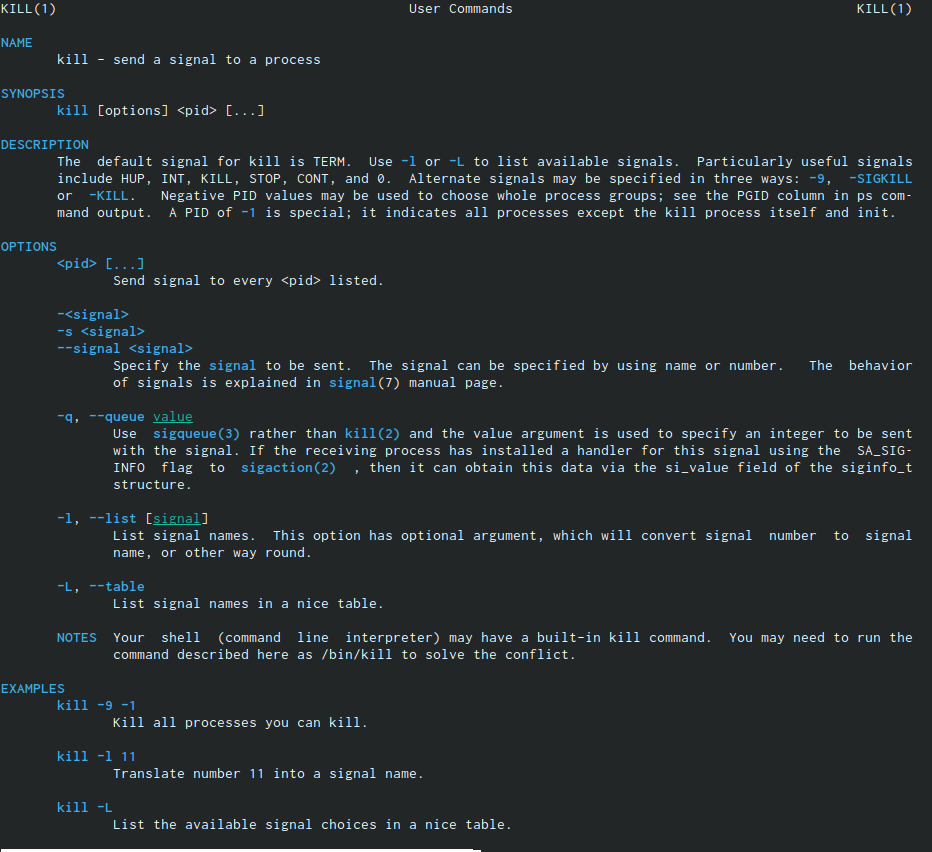 KILL(1) User Commands KILL(1)
NAME
kill - send a signal to a process
SYNOPSIS
kill [options] <pid> [...]
DESCRIPTION
The default signal for kill is TERM. Use -l or -L to list available signals. Particularly useful signals
include HUP, INT, KILL, STOP, CONT, and 0. Alternate signals may be specified in three ways: -9, -SIGKILL
or -KILL. Negative PID values may be used to choose whole process groups; see the PGID column in ps com-
mand output. A PID of -1 is special; it indicates all processes except the kill process itself and init.
OPTIONS
<pid> [...]
Send signal to every <pid> listed.
-<signal>
-s <signal>
--signal <signal>
Specify the signal to be sent. The signal can be specified by using name or number. The behavior
of signals is explained in signal(7) manual page.
-q, --queue value
Use sigqueue(3) rather than kill(2) and the value argument is used to specify an integer to be sent
with the signal. If the receiving process has installed a handler for this signal using the SA_SIG-
INFO flag to sigaction(2) , then it can obtain this data via the si_value field of the siginfo_t
structure.
-l, --list [signal]
List signal names. This option has optional argument, which will convert signal number to signal
name, or other way round.
-L, --table
List signal names in a nice table.
NOTES Your shell (command line interpreter) may have a built-in kill command. You may need to run the
command described here as /bin/kill to solve the conflict.
EXAMPLES
kill -9 -1
Kill all processes you can kill.
kill -l 11
Translate number 11 into a signal name.
kill -L
List the available signal choices in a nice table.